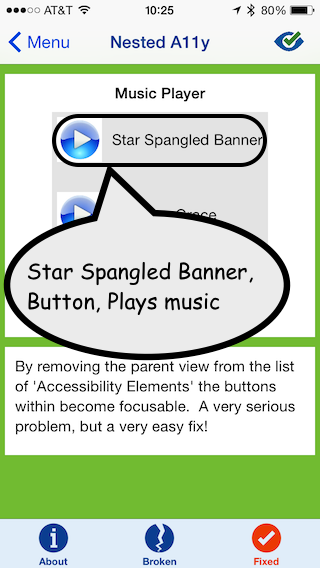 AT&T 10:25 80%
Menu Nested A11y
Music Player
Star Spangled Banner
Grace
Star Spangled Banner,
Button, Plays music
By removing the parent view from the list
of 'Accessibility Elements' the buttons
within become focusable. A very serious
problem, but a very easy fix!
About Broken Fixed